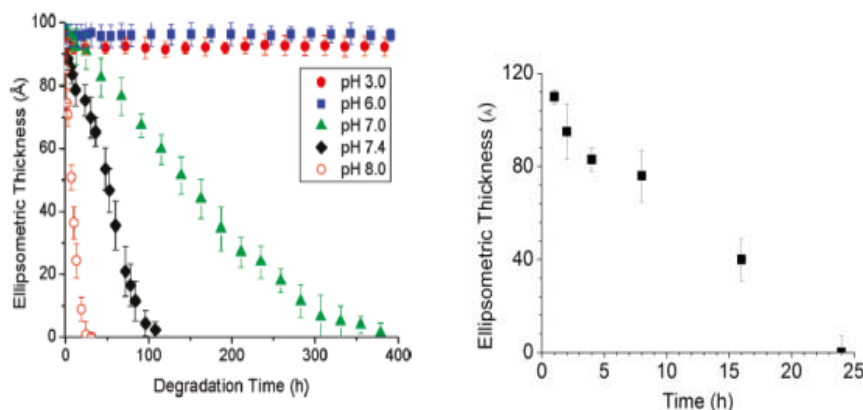 Ellipsometric Thickness (Å)
100
80
60
40
20
0
pH 3.0
pH 6.0
pH 7.0
pH 7.4
pH 8.0
0 100 200 300 400
Degradation Time (h)
Ellipsometric Thickness (Å)
120
80
40
0
0 5 10 15 20 25
Time (h)